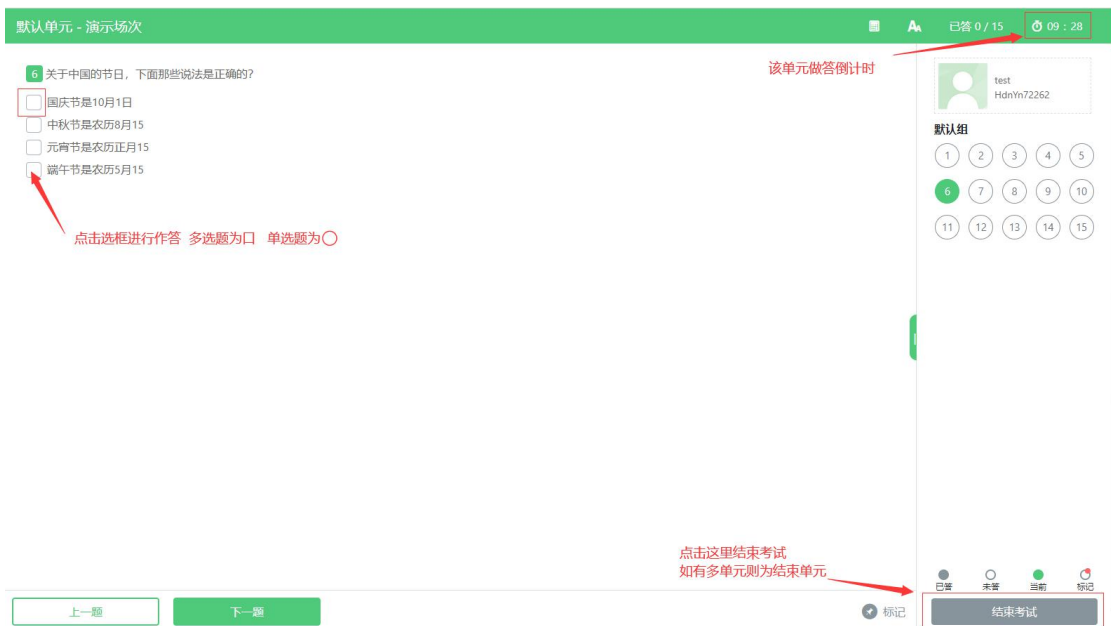 默认单元 - 演示场次
已答 0 / 15
09 : 28
该单元做答倒计时
6 关于中国的节日，下面那些说法是正确的?
国庆节是10月1日
中秋节是农历8月15
元宵节是农历正月15
端午节是农历5月15
点击选框进行作答 多选题为口 单选题为〇
test
HdnYn72262
默认组
1 2 3 4 5
6 7 8 9 10
11 12 13 14 15
点击这里结束考试
如有多单元则为结束单元
已答 未答 当前 标记
上一题 下一题 标记 结束考试